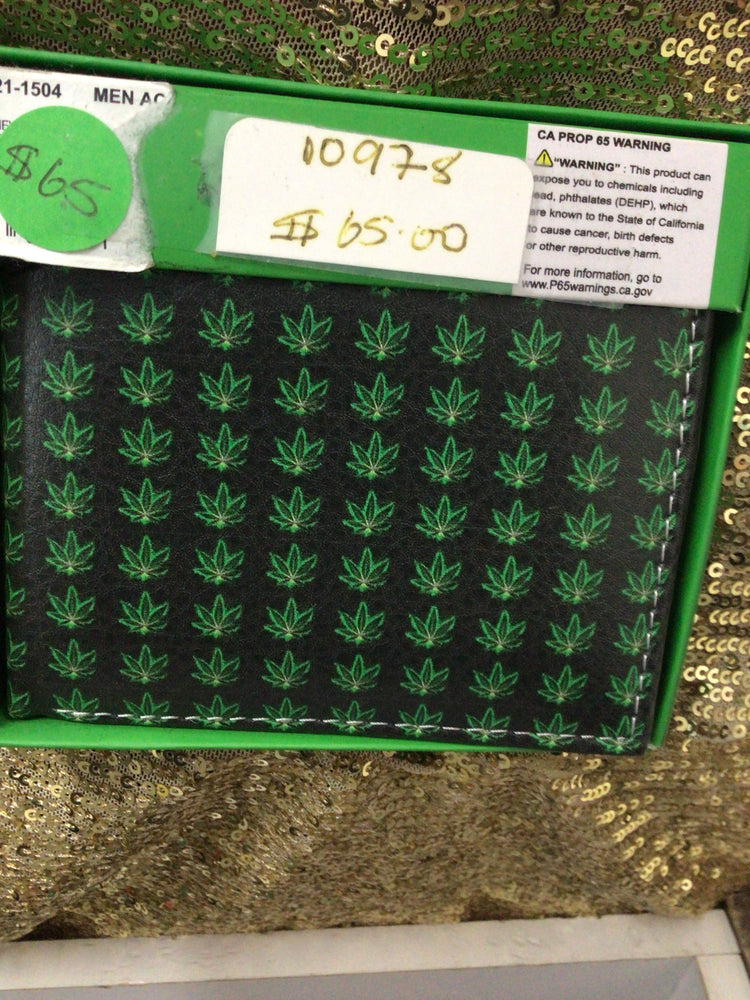 21-1504 MEN AC
$65
10978
$65.00
CA PROP 65 WARNING
"WARNING" : This product can
expose you to chemicals including
lead, phthalates (DEHP), which
are known to the State of California
to cause cancer, birth defects
or other reproductive harm.
For more information, go to
www.P65warnings.ca.gov